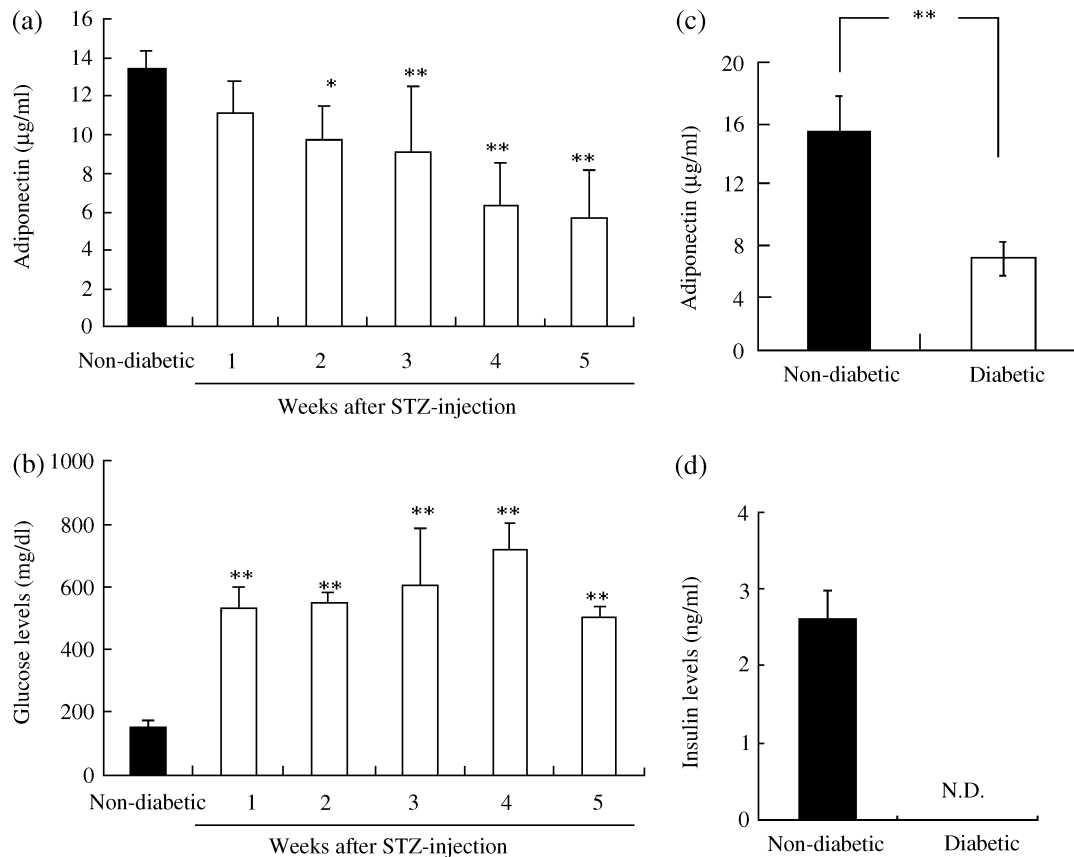 (a)
Adiponectin (µg/ml)
16
14
12
10
8
6
4
2
0
*
**
**
**
Non-diabetic 1 2 3 4 5
Weeks after STZ-injection
(c)
**
Adiponectin (µg/ml)
20
16
12
8
4
0
Non-diabetic Diabetic
(b)
Glucose levels (mg/dl)
1000
800
600
400
200
0
**
**
**
**
**
Non-diabetic 1 2 3 4 5
Weeks after STZ-injection
(d)
Insulin levels (ng/ml)
4
3
2
1
0
N.D.
Non-diabetic Diabetic